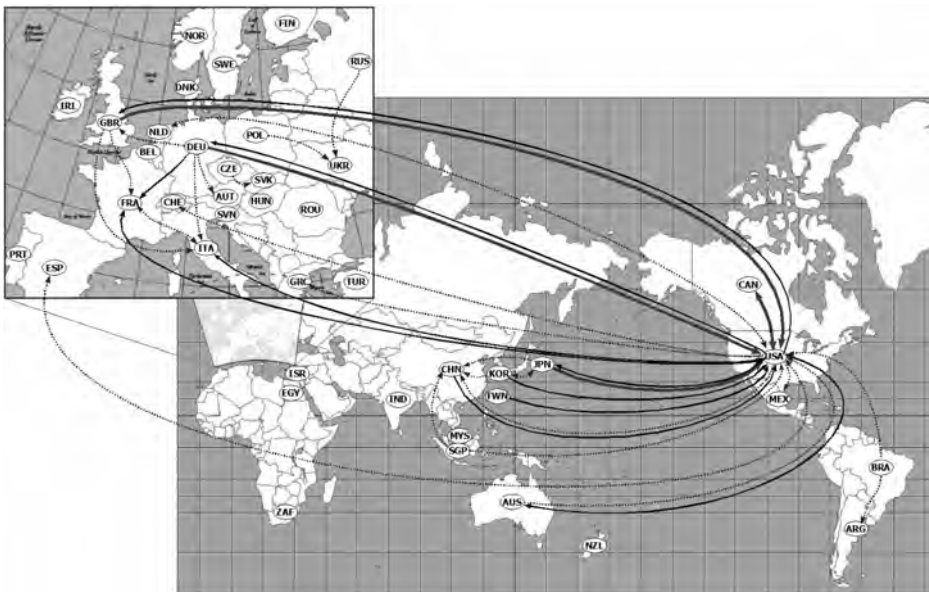 FIN
NOR
SWE
RUS
DNK
IRL
GBR
NLD
POL
BEL
DEU
UKR
CZE
SVK
AUT
HUN
FRA
CHE
SVN
ROU
ITA
PRT
ESP
GRC
TUR
CAN
USA
ISR
CHN
KOR
JPN
EGY
IND
TWN
MEX
MYS
SGP
BRA
AUS
ZAF
ARG
NZL